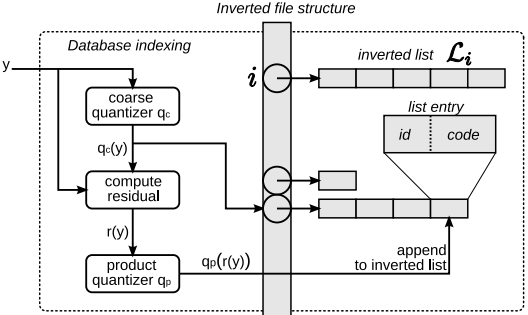 Inverted file structure
Database indexing
y
i
inverted list ℒᵢ
coarse
quantizer qc
list entry
id
code
qc(y)
compute
residual
r(y)
append
to inverted list
product
quantizer qp
qp(r(y))